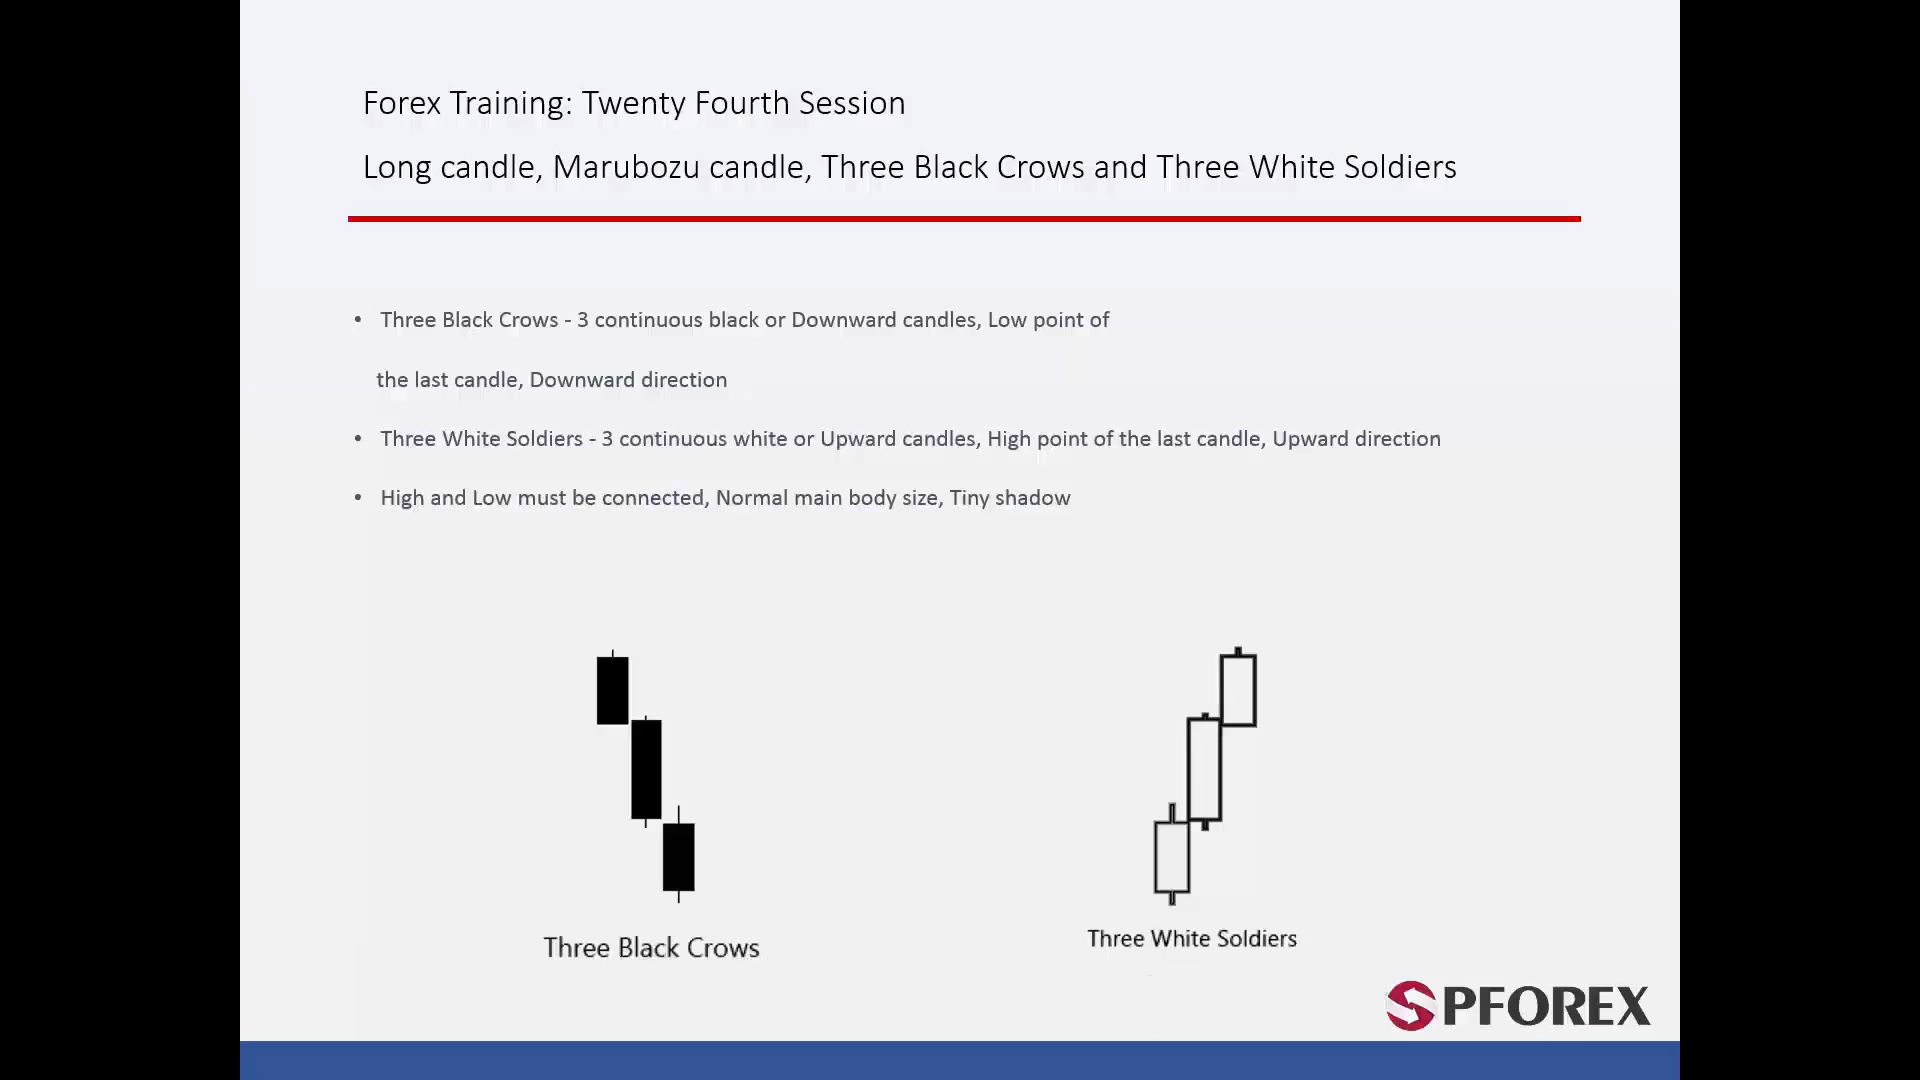 Forex Training: Twenty Fourth Session
Long candle, Marubozu candle, Three Black Crows and Three White Soldiers
• Three Black Crows - 3 continuous black or Downward candles, Low point of
the last candle, Downward direction
• Three White Soldiers - 3 continuous white or Upward candles, High point of the last candle, Upward direction
• High and Low must be connected, Normal main body size, Tiny shadow
Three Black Crows
Three White Soldiers
SPFOREX